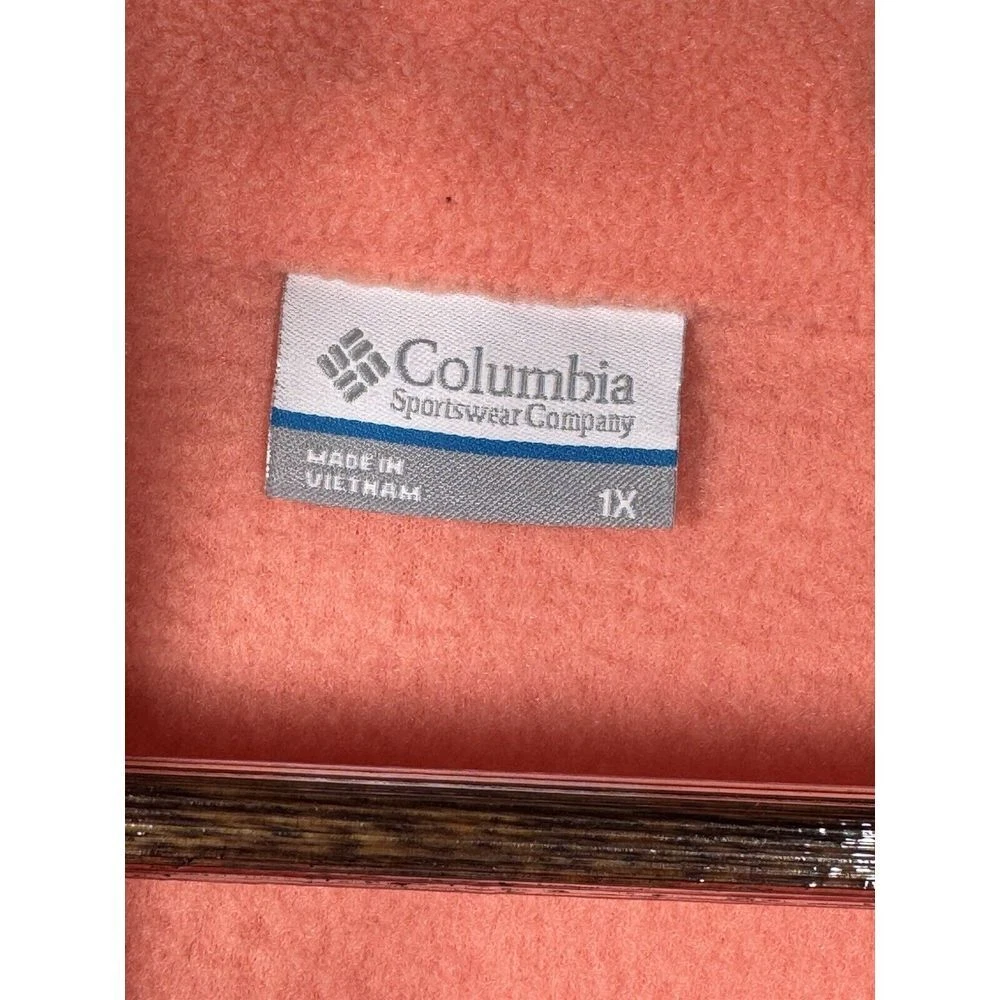 Columbia
Sportswear Company
MADE IN
VIETNAM
1X